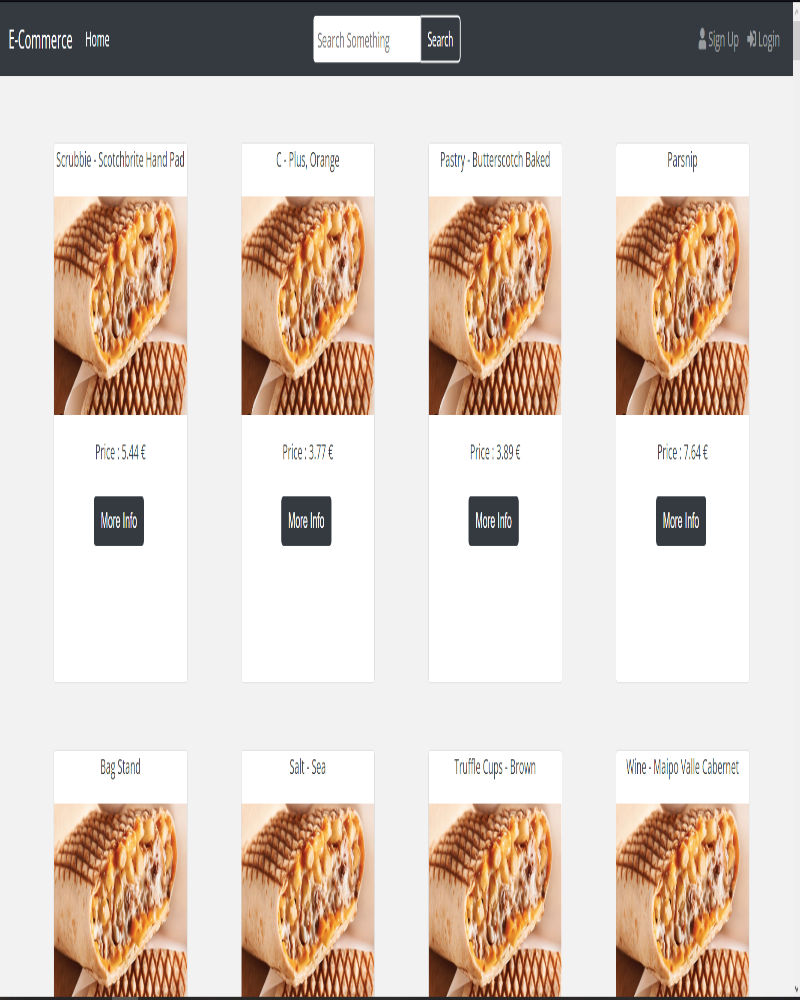 E-Commerce Home Search Something Search Sign Up Login
Scrubbie - Scotchbrite Hand Pad
C - Plus, Orange
Pastry - Butterscotch Baked
Parsnip
Price : 5.44 €
Price : 3.77 €
Price : 3.89 €
Price : 7.64 €
More Info
More Info
More Info
More Info
Bag Stand
Salt - Sea
Truffle Cups - Brown
Wine - Maipo Valle Cabernet